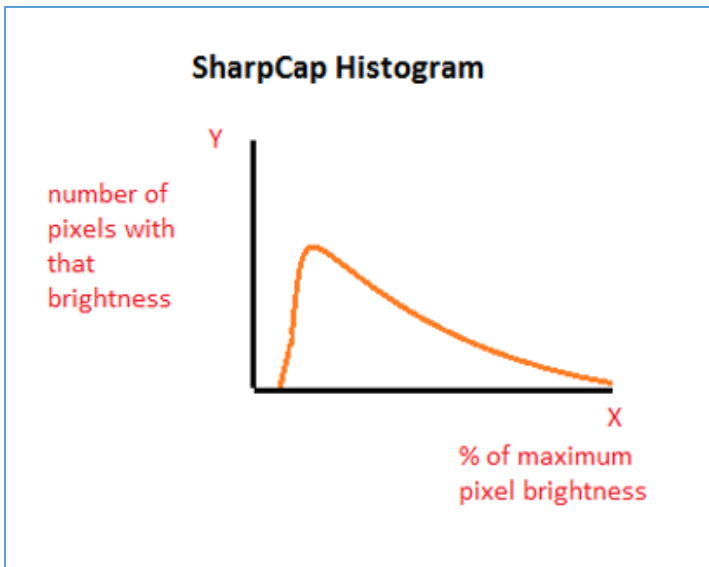 SharpCap Histogram
Y
number of
pixels with
that
brightness
X
% of maximum
pixel brightness